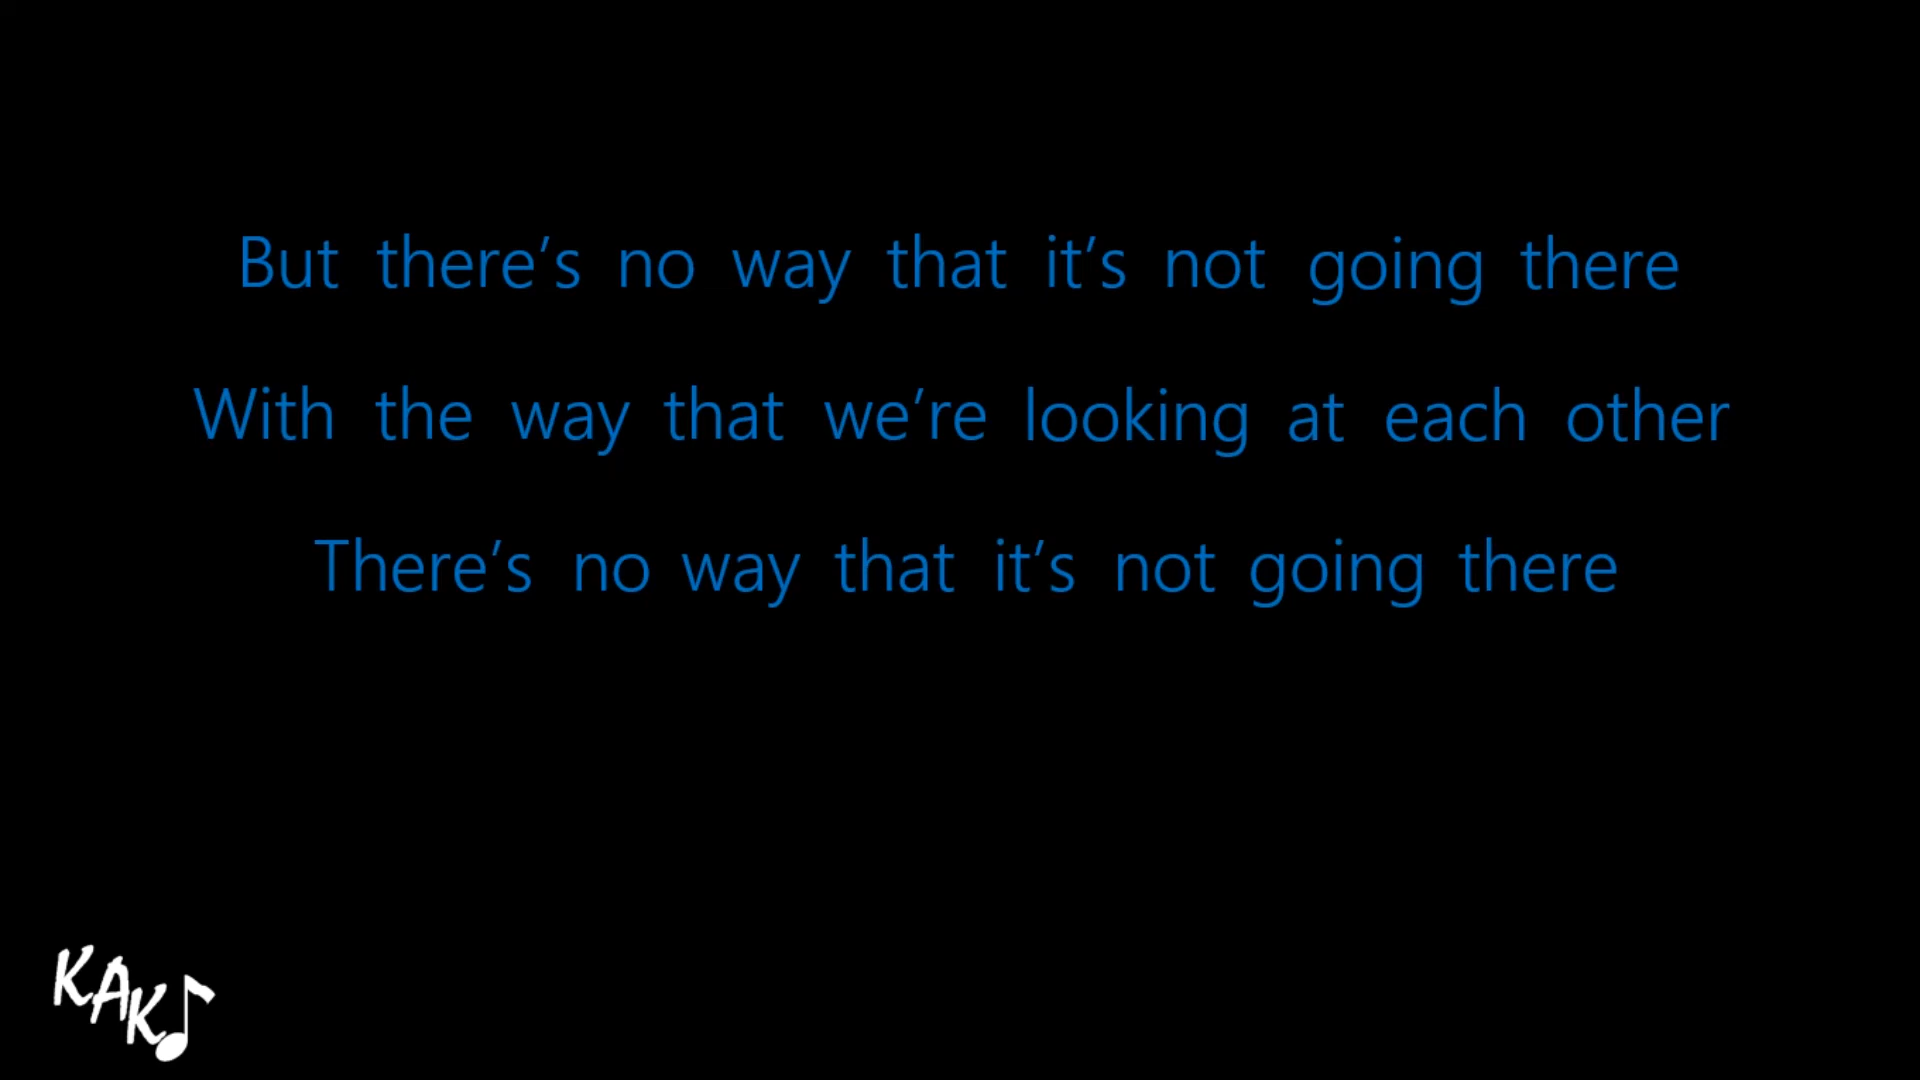 But there’s no way that it’s not going there
With the way that we’re looking at each other
There’s no way that it’s not going there
KAK